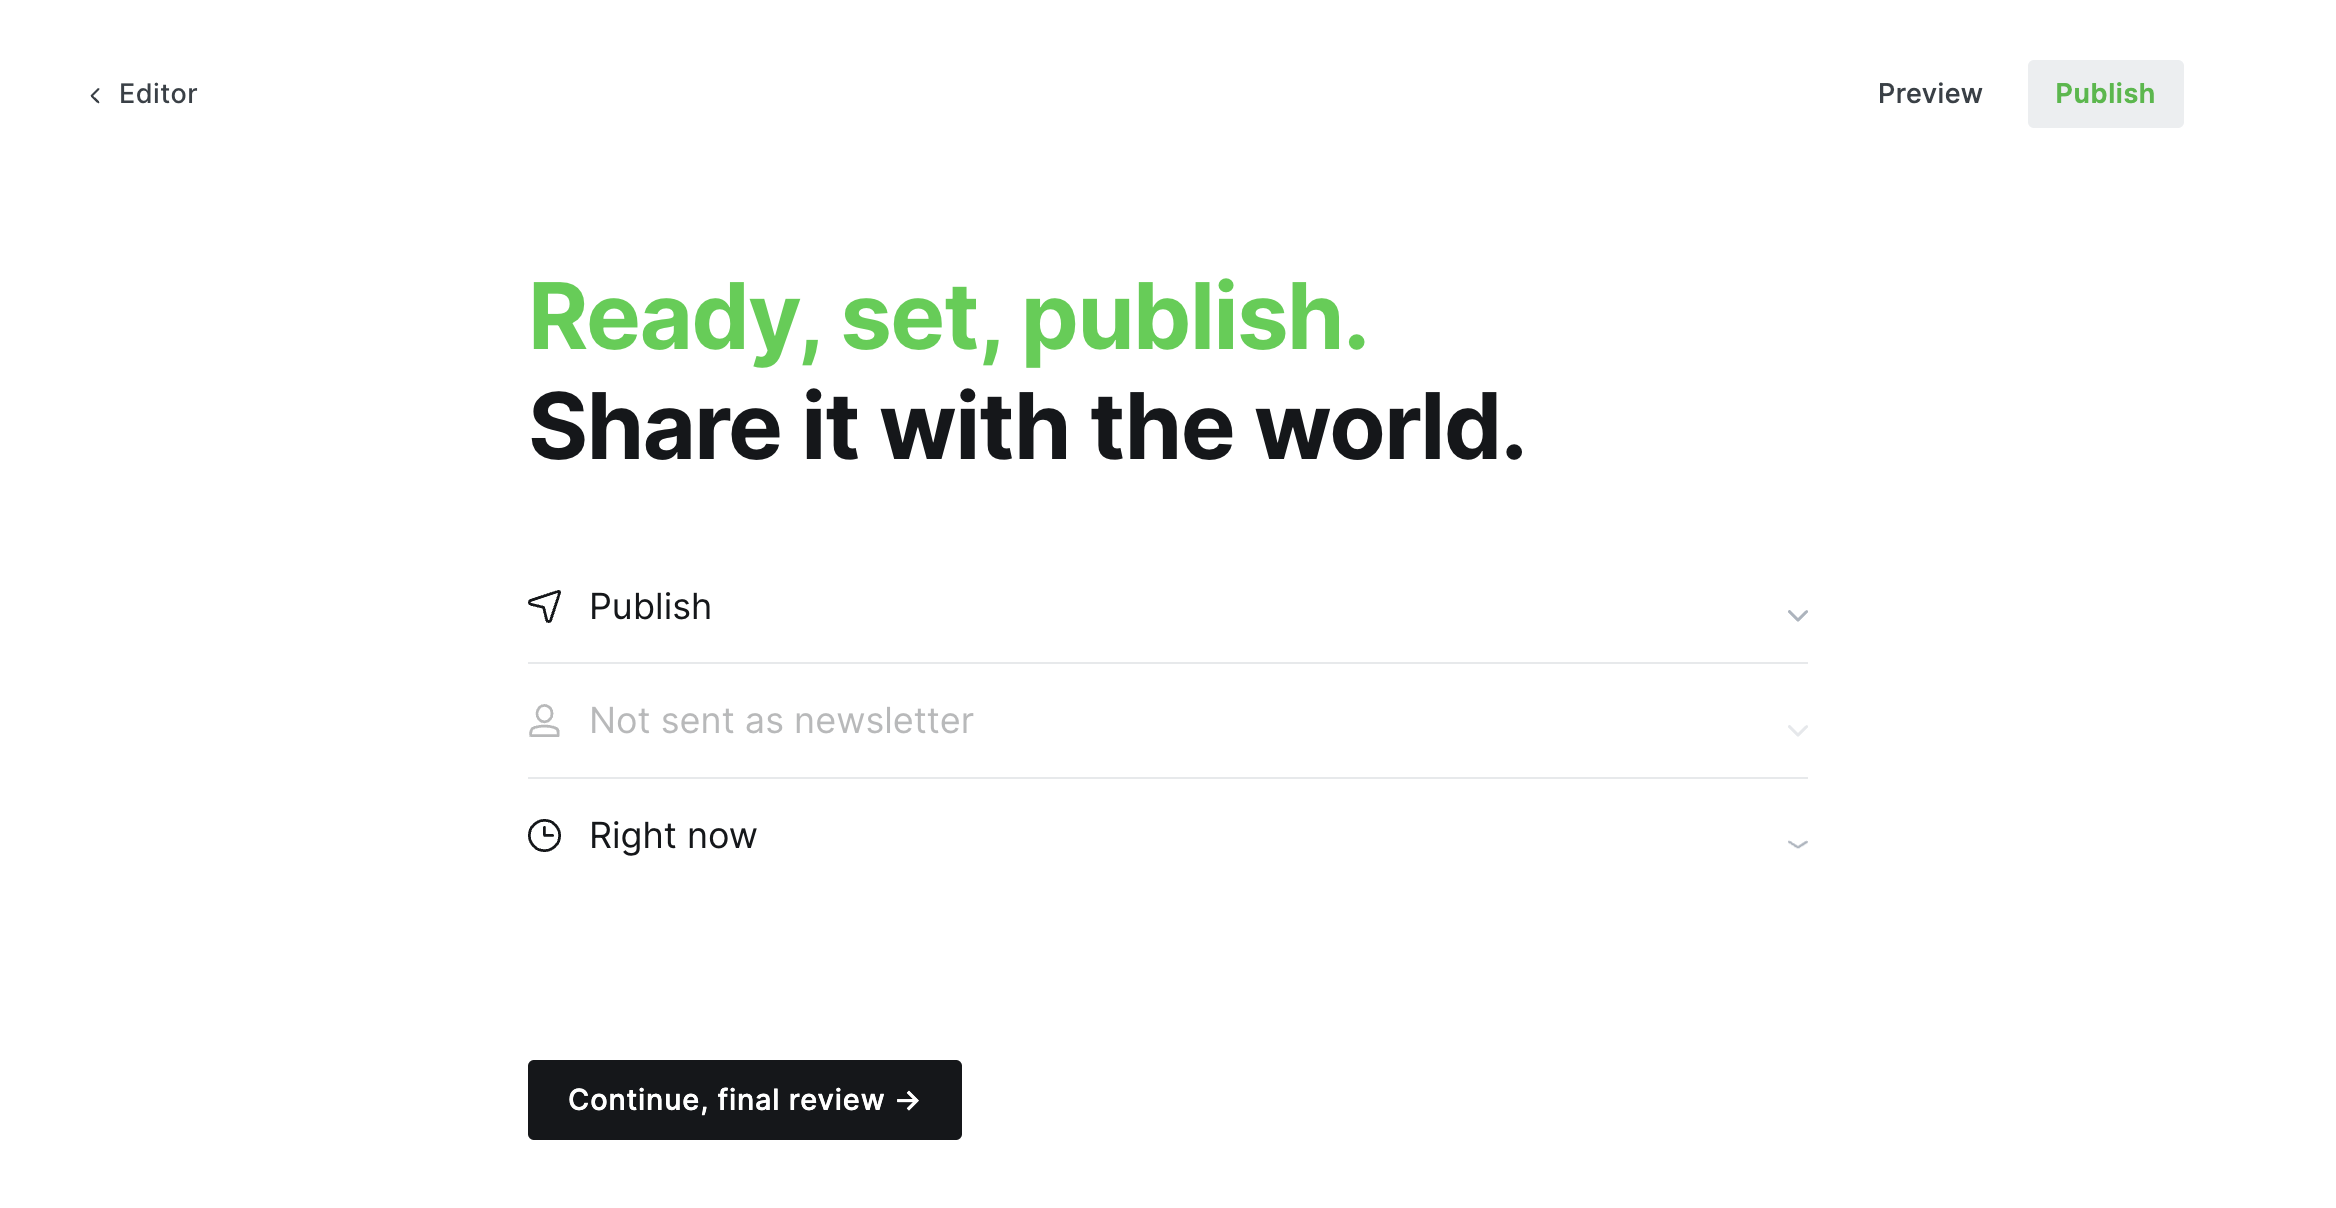 Editor
Preview
Publish
Ready, set, publish.
Share it with the world.
Publish
Not sent as newsletter
Right now
Continue, final review →